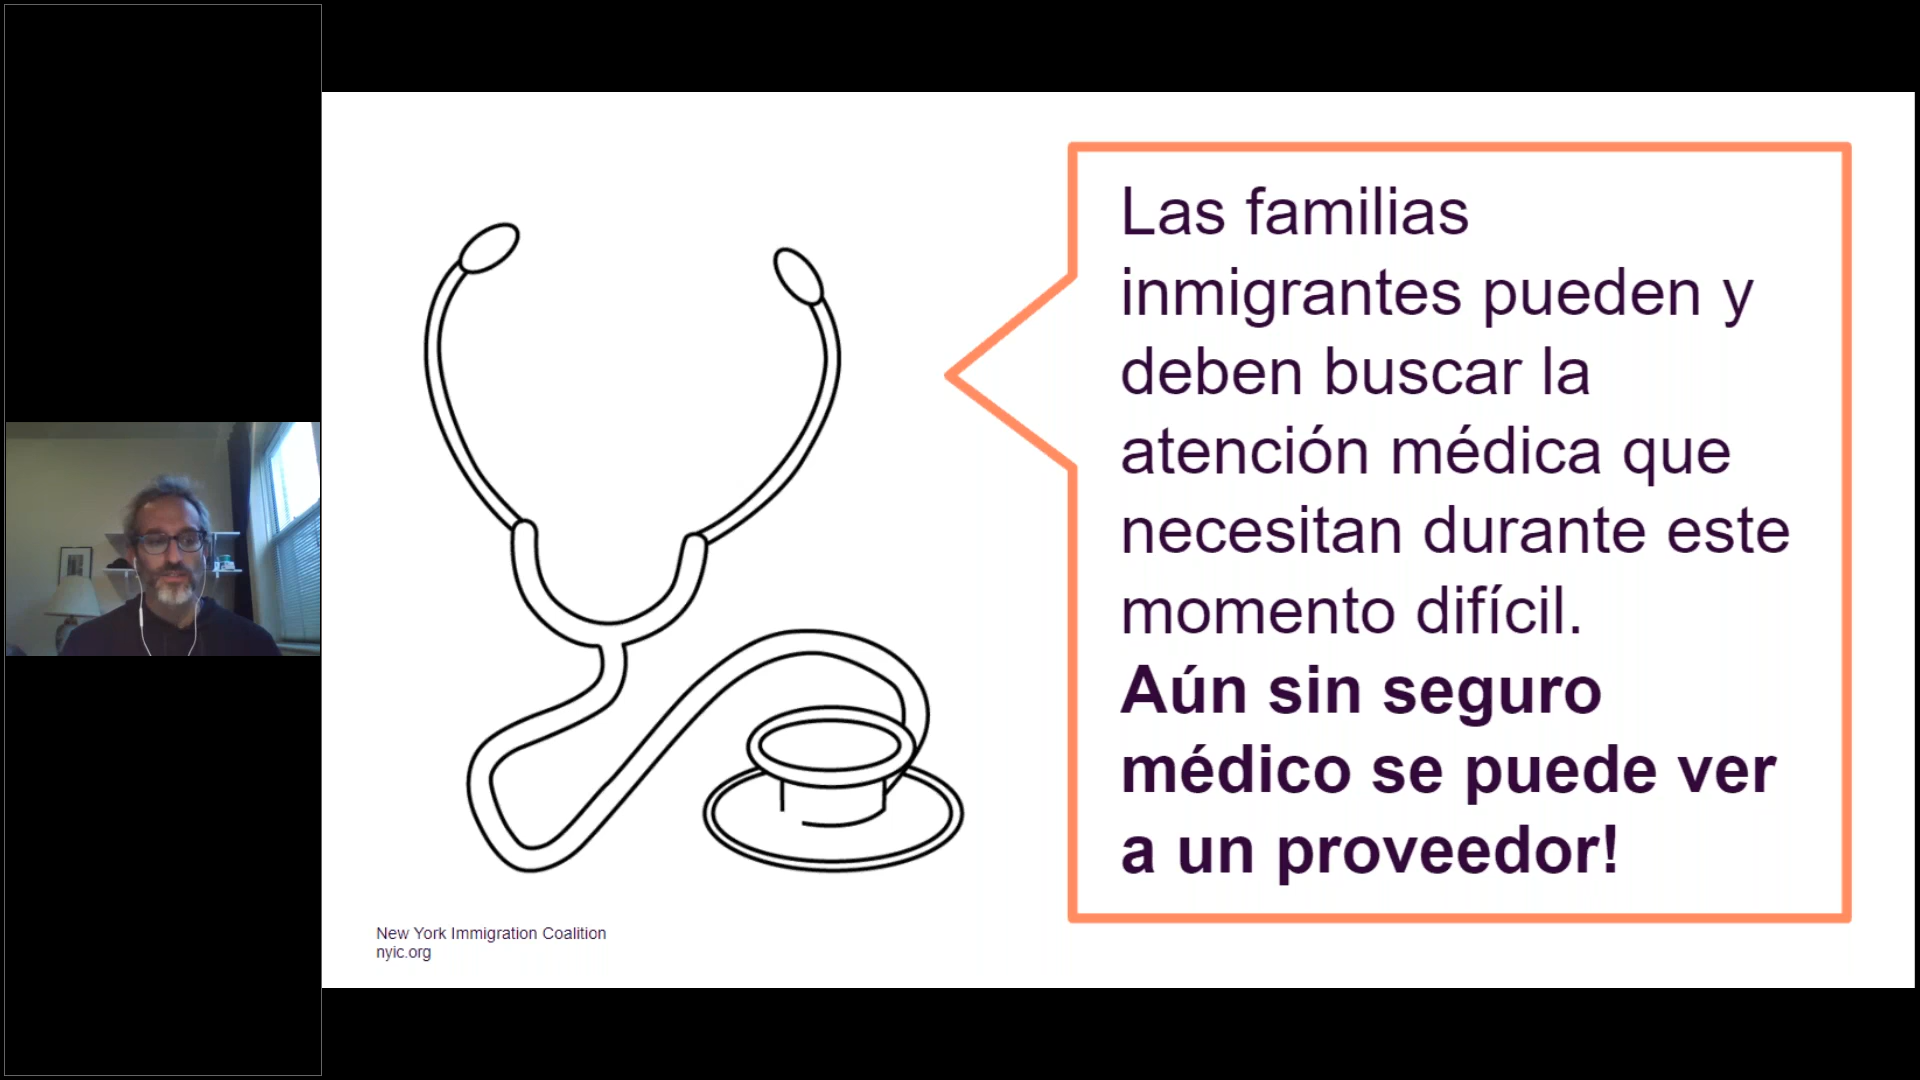 Las familias
inmigrantes pueden y
deben buscar la
atención médica que
necesitan durante este
momento difícil.
Aún sin seguro
médico se puede ver
a un proveedor!
New York Immigration Coalition
nyic.org